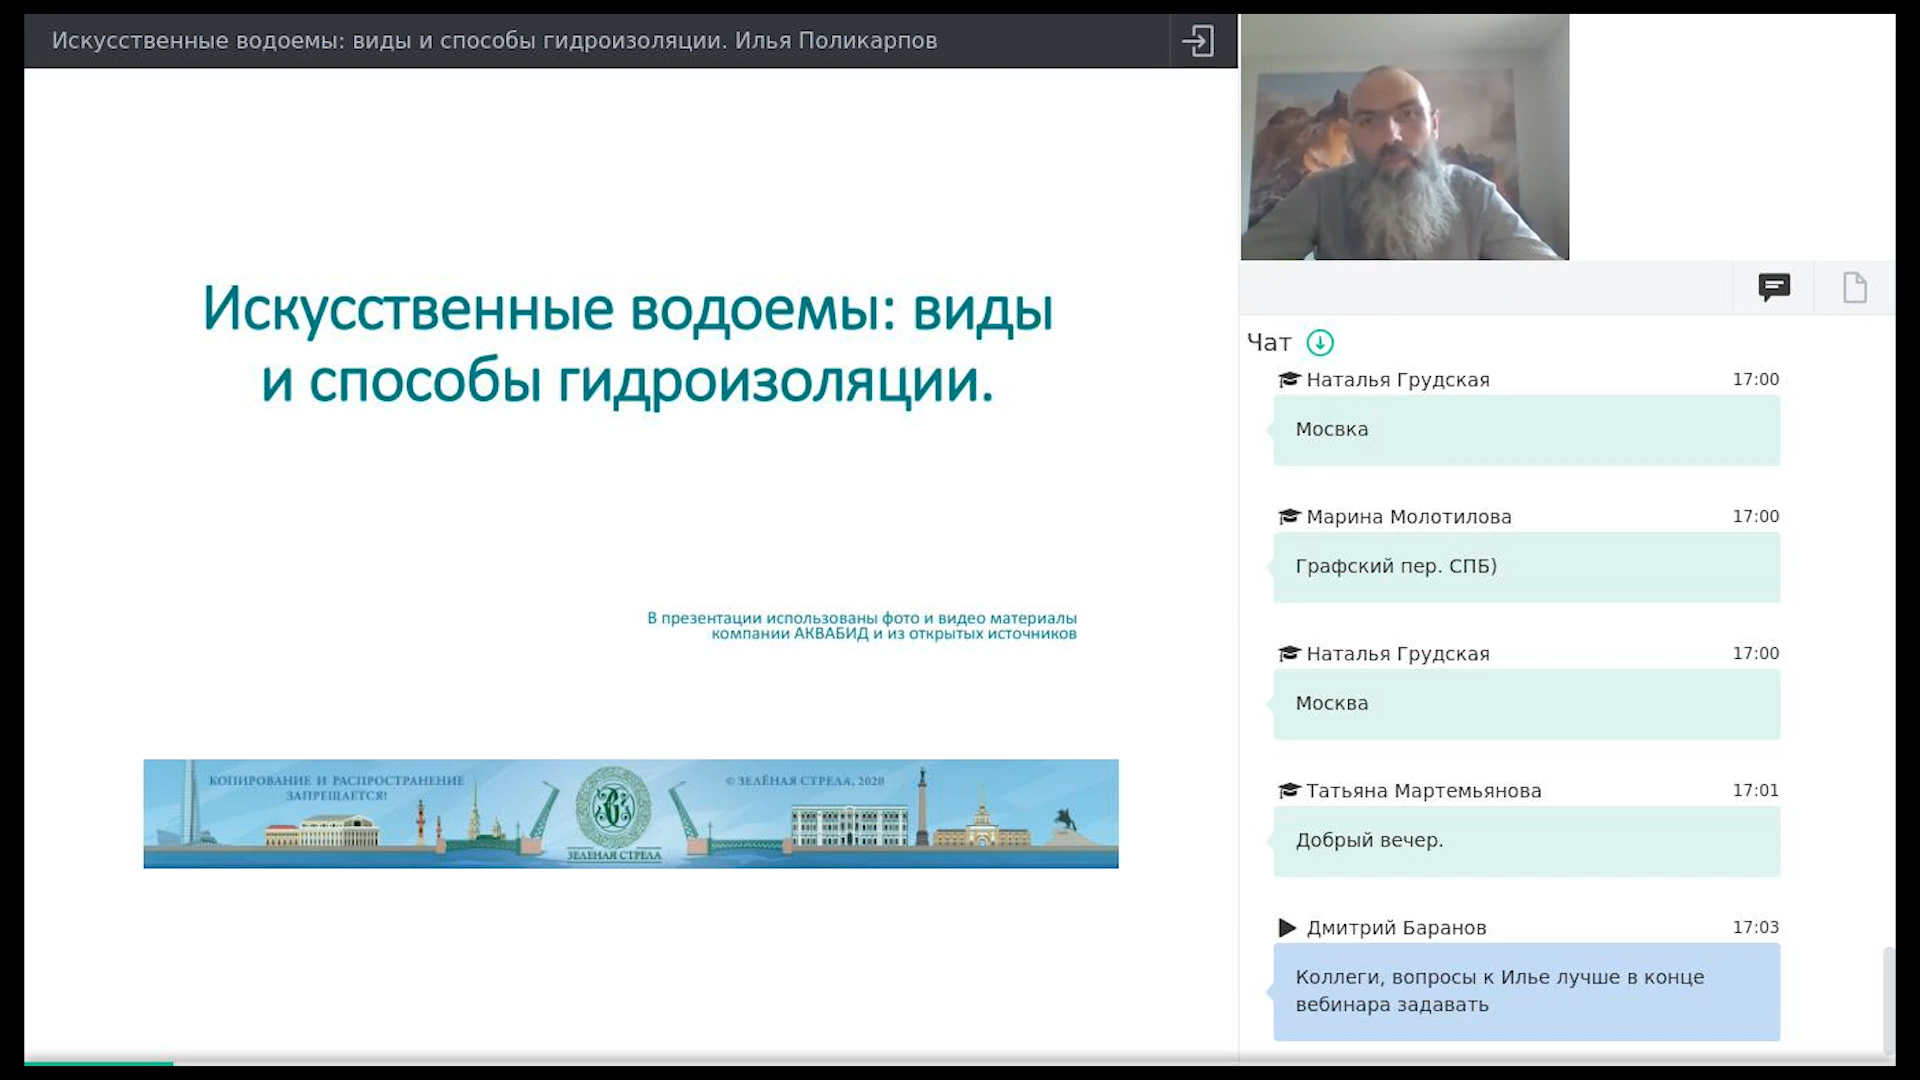 Искусственные водоемы: виды и способы гидроизоляции. Илья Поликарпов
Искусственные водоемы: виды
и способы гидроизоляции.
В презентации использованы фото и видео материалы
компании АКВАБИД и из открытых источников
КОПИРОВАНИЕ И РАСПРОСТРАНЕНИЕ
ЗАПРЕЩАЕТСЯ!
ЗЕЛЕНАЯ СТРЕЛА
© ЗЕЛЁНАЯ СТРЕЛА, 2020
Чат
Наталья Грудская 17:00
Мосвка
Марина Молотилова 17:00
Графский пер. СПБ)
Наталья Грудская 17:00
Москва
Татьяна Мартемьянова 17:01
Добрый вечер.
Дмитрий Баранов 17:03
Коллеги, вопросы к Илье лучше в конце
вебинара задавать